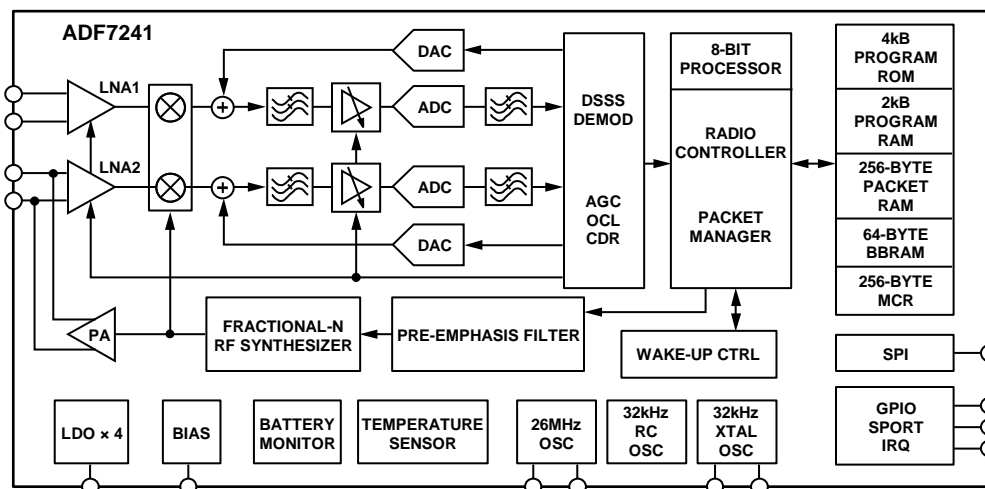 ADF7241
LNA1
LNA2
DAC
ADC
ADC
DAC
DSSS
DEMOD
AGC
OCL
CDR
8-BIT
PROCESSOR
RADIO
CONTROLLER
PACKET
MANAGER
4kB
PROGRAM
ROM
2kB
PROGRAM
RAM
256-BYTE
PACKET
RAM
64-BYTE
BBRAM
256-BYTE
MCR
PA
FRACTIONAL-N
RF SYNTHESIZER
PRE-EMPHASIS FILTER
WAKE-UP CTRL
SPI
GPIO
SPORT
IRQ
LDO × 4
BIAS
BATTERY
MONITOR
TEMPERATURE
SENSOR
26MHz
OSC
32kHz
RC
OSC
32kHz
XTAL
OSC